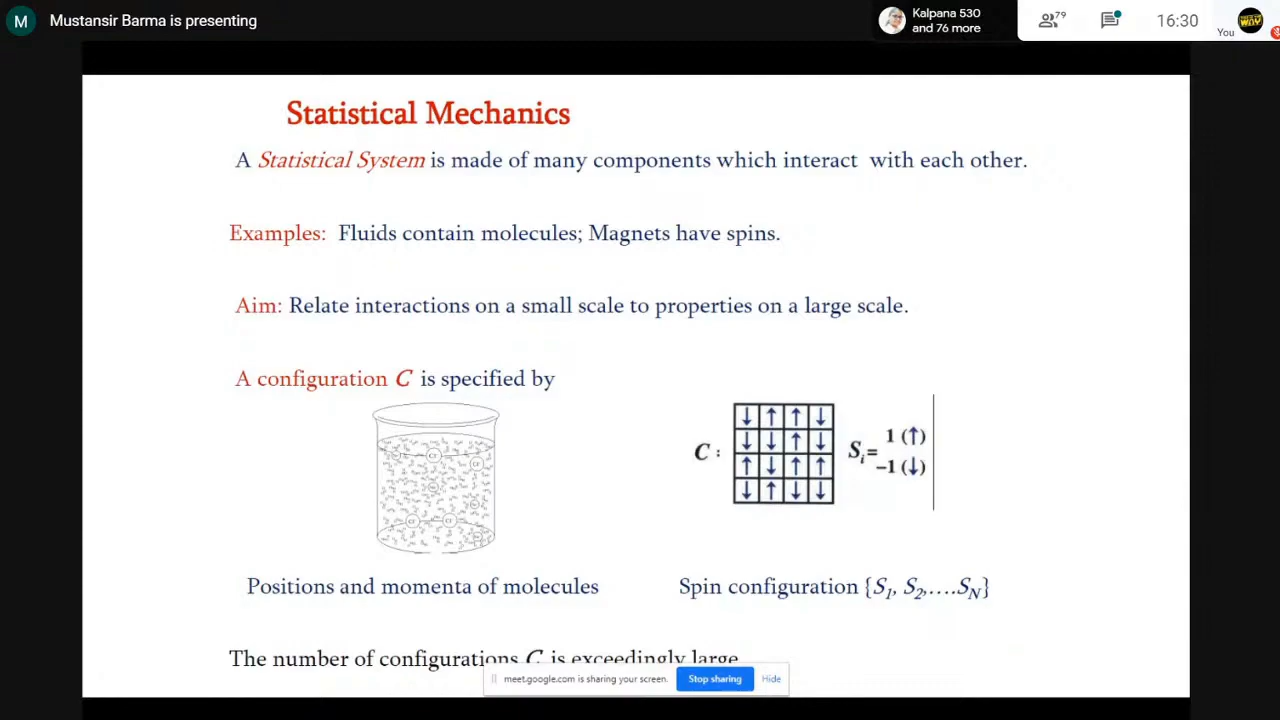 M Mustansir Barma is presenting
Kalpana 530
and 76 more
79
16:30
You
Statistical Mechanics
A Statistical System is made of many components which interact with each other.
Examples: Fluids contain molecules; Magnets have spins.
Aim: Relate interactions on a small scale to properties on a large scale.
A configuration C is specified by
C : ↓ ↑ ↑ ↓
↓ ↓ ↑ ↓
↑ ↓ ↑ ↑
↓ ↑ ↓ ↓
Sᵢ= 1 (↑)
−1 (↓)
Positions and momenta of molecules
Spin configuration {S₁, S₂,….S_N}
The number of configurations C is exceedingly large
meet.google.com is sharing your screen. Stop sharing Hide